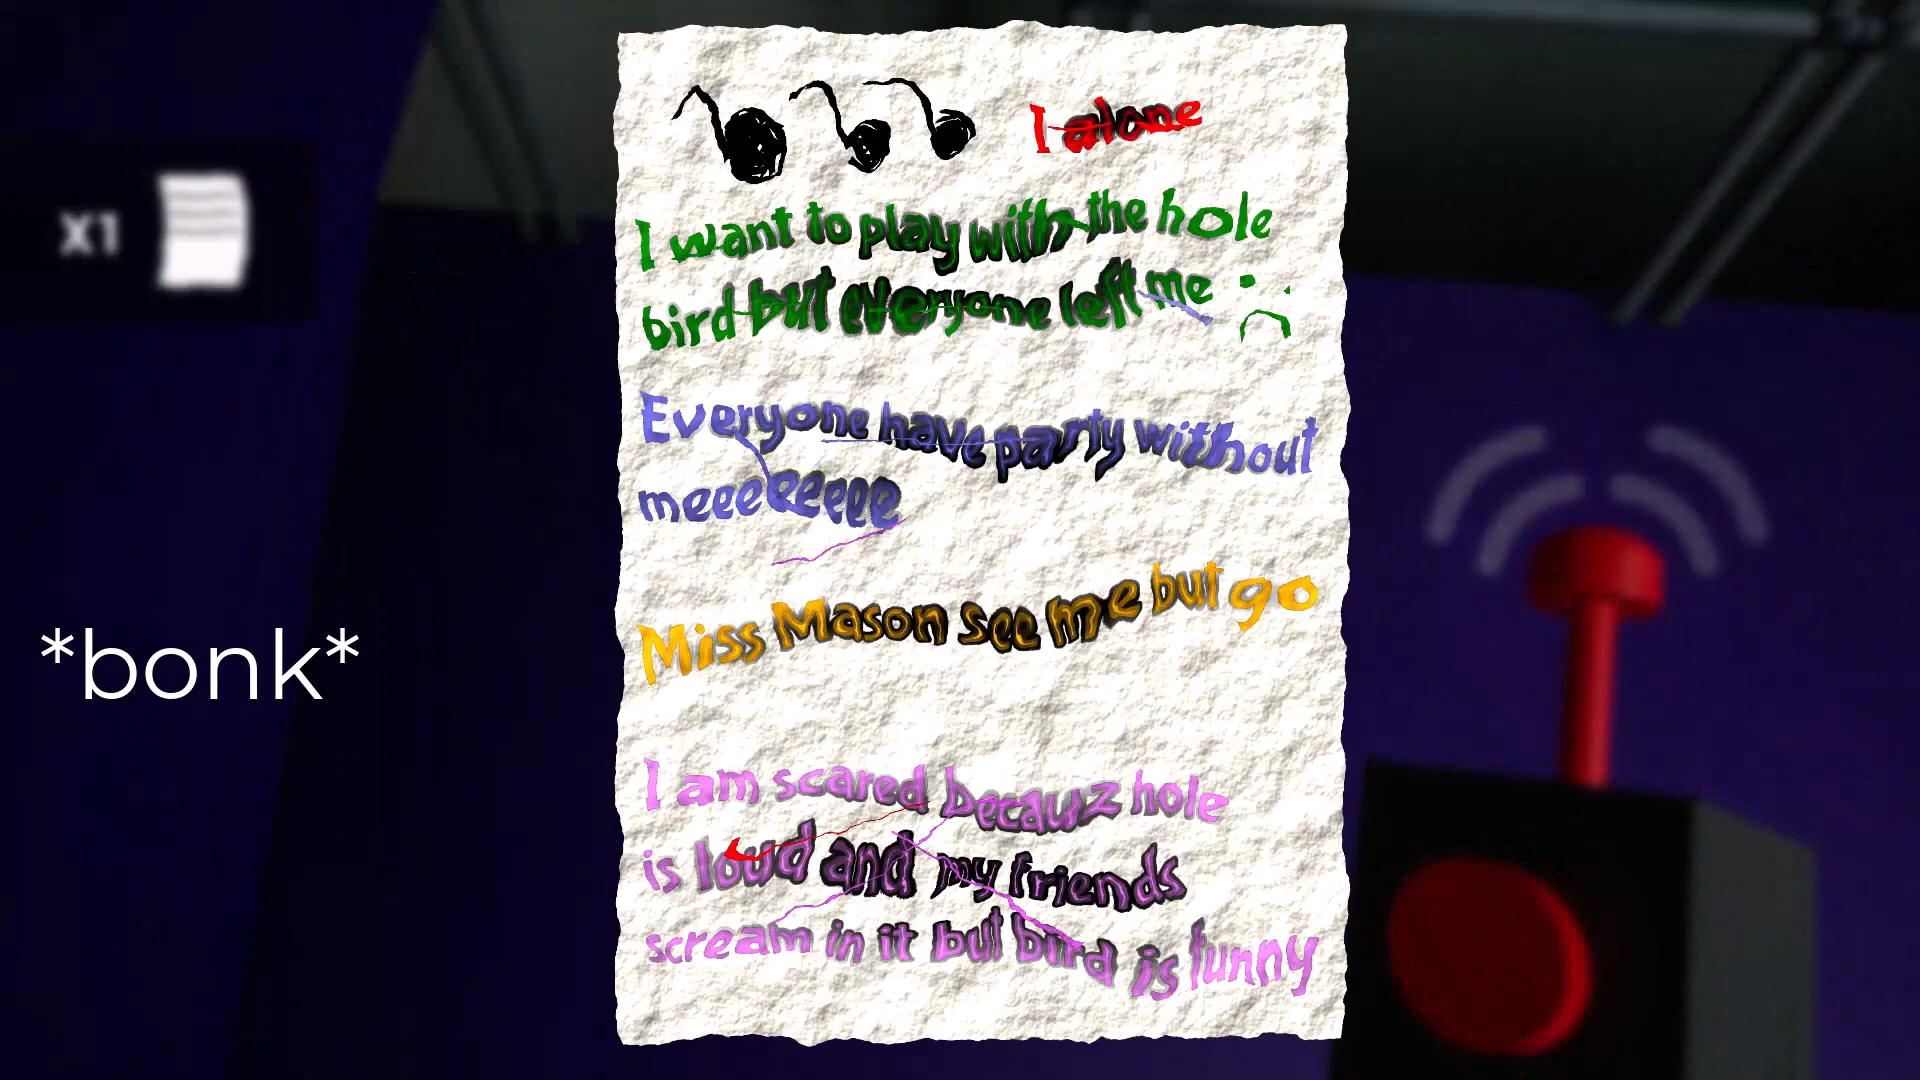 I alone
I want to play with the hole
bird but everyone left me :(
Everyone have party without
meeeeeeee
Miss Mason see me but go
I am scared becauz hole
is loud and my friends
scream in it but bird is funny
X1
*bonk*